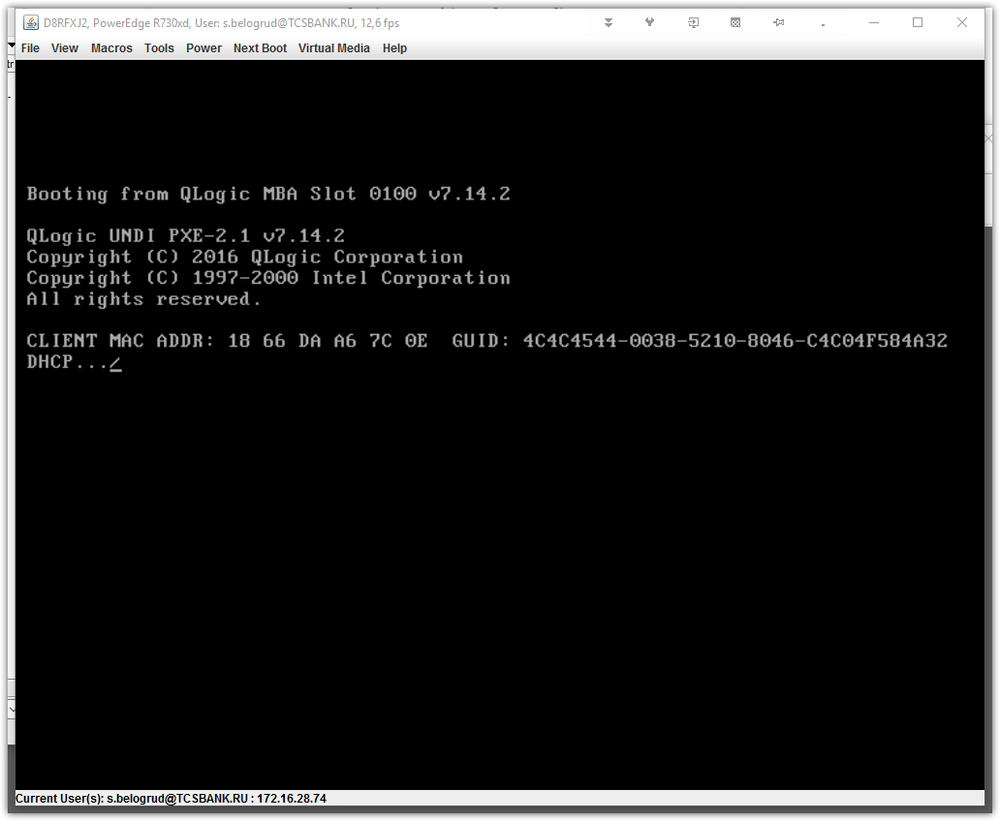 D8RFXJ2, PowerEdge R730xd, User: s.belogrud@TCSBANK.RU, 12,6 fps
File View Macros Tools Power Next Boot Virtual Media Help
tr
Booting from QLogic MBA Slot 0100 v7.14.2
QLogic UNDI PXE-2.1 v7.14.2
Copyright (C) 2016 QLogic Corporation
Copyright (C) 1997-2000 Intel Corporation
All rights reserved.
CLIENT MAC ADDR: 18 66 DA A6 7C 0E  GUID: 4C4C4544-0038-5210-8046-C4C04F584A32
DHCP.../
Current User(s): s.belogrud@TCSBANK.RU : 172.16.28.74